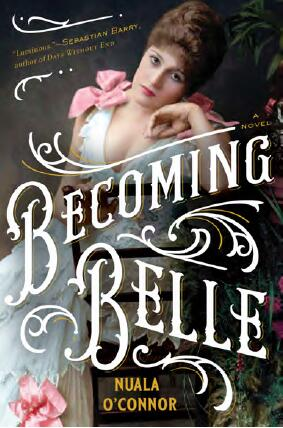 "Luminous."—Sebastian Barry,
author of Days Without End
A
NOVEL
BECOMING
BELLE
NUALA
O'CONNOR